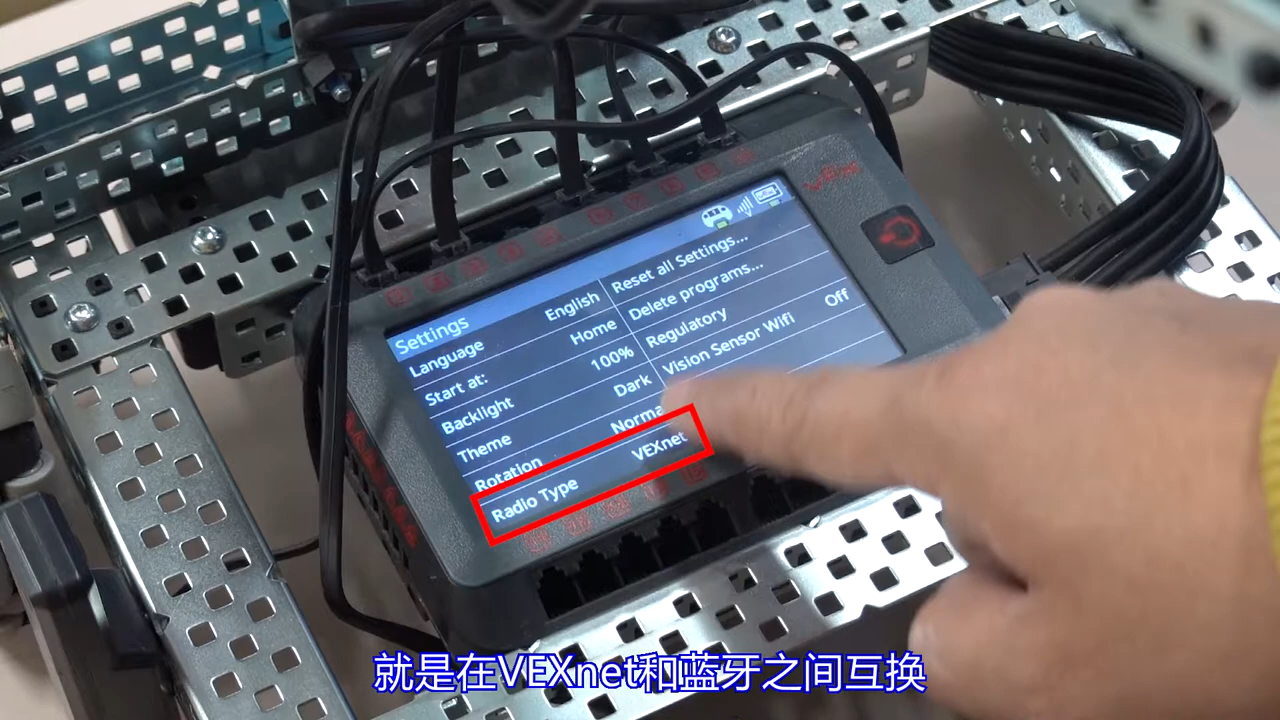 Settings
Language English
Start at: Home
Backlight 100%
Theme Dark
Rotation Norma
Radio Type VEXnet
Reset all Settings...
Delete programs...
Regulatory
Vision Sensor Wifi Off
就是在VEXnet和蓝牙之间互换